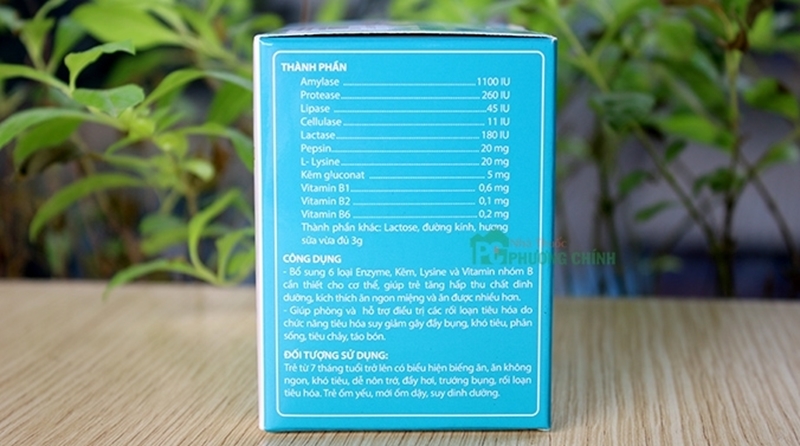 THÀNH PHẦN
Amylase 1100 IU
Protease 260 IU
Lipase 45 IU
Cellulase 11 IU
Lactase 180 IU
Pepsin 20 mg
L- Lysine 20 mg
Kẽm gluconat 5 mg
Vitamin B1 0,6 mg
Vitamin B2 0,1 mg
Vitamin B6 0,2 mg
Thành phần khác: Lactose, đường kính, hương
sữa vừa đủ 3g
Nhà thuốc
PHƯƠNG CHÍNH
CÔNG DỤNG
- Bổ sung 6 loại Enzyme, Kẽm, Lysine và Vitamin nhóm B
cần thiết cho cơ thể, giúp trẻ tăng hấp thu chất dinh
dưỡng, kích thích ăn ngon miệng và ăn được nhiều hơn.
- Giúp phòng và hỗ trợ điều trị các rối loạn tiêu hóa do
chức năng tiêu hóa suy giảm gây đầy bụng, khó tiêu, phân
sống, tiêu chảy, táo bón.
ĐỐI TƯỢNG SỬ DỤNG:
Trẻ từ 7 tháng tuổi trở lên có biểu hiện biếng ăn, ăn không
ngon, khó tiêu, dễ nôn trớ, đầy hơi, trướng bụng, rối loạn
tiêu hóa. Trẻ ốm yếu, mới ốm dậy, suy dinh dưỡng.